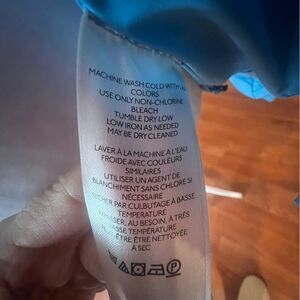 MACHINE WASH COLD WITH
COLORS
USE ONLY NON-CHLORINE
BLEACH
TUMBLE DRY LOW
LOW IRON AS NEEDED
MAY BE DRY CLEANED
LAVER À LA MACHINE À L'EAU
FROIDE AVEC COULEURS
SIMILAIRES
UTILISER UN AGENT DE
BLANCHIMENT SANS CHLORE SI
NÉCESSAIRE
SÉCHER PAR CULBUTAGE À BASSE
TEMPÉRATURE
AU BESOIN, À TRÈS
BASSE TEMPÉRATURE
ÊTRE NETTOYÉE
À SEC